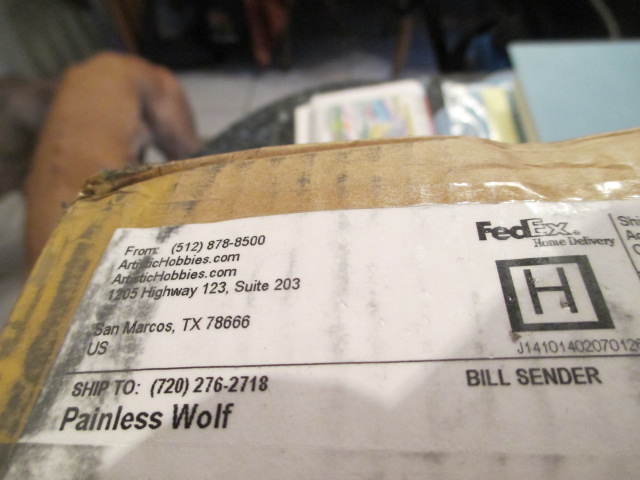 From: (512) 878-8500
ArtisticHobbies.com
ArtisticHobbies.com
1205 Highway 123, Suite 203
San Marcos, TX 78666
US
FedEx
Home Delivery
H
J1410140207012
SHIP TO: (720) 276-2718
BILL SENDER
Painless Wolf